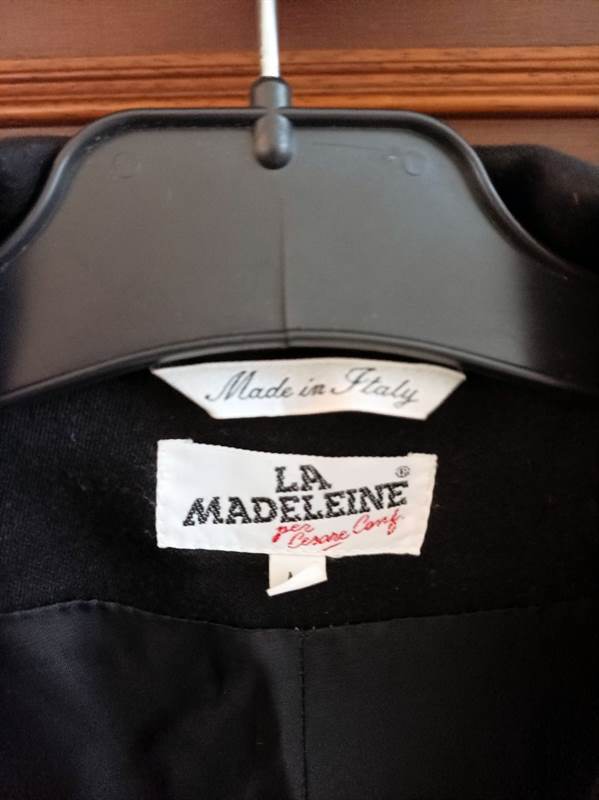 Made in Italy
LA
MADELEINE ®
per
Cesare Conf.